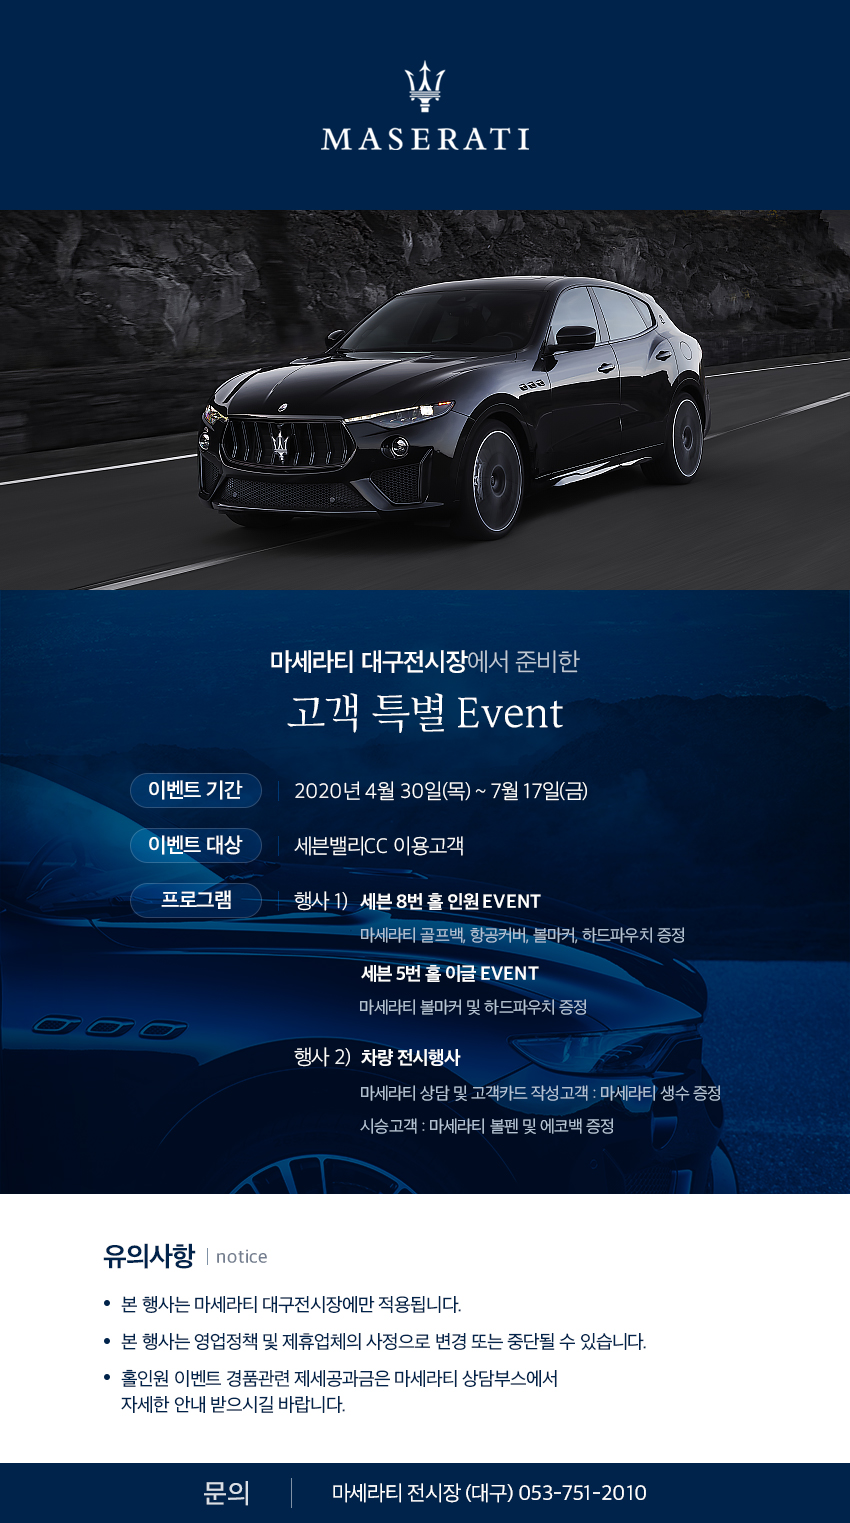 MASERATI
마세라티 대구전시장에서 준비한
고객 특별 Event
이벤트 기간 2020년 4월 30일(목) ~ 7월 17일(금)
이벤트 대상 세븐밸리CC 이용고객
프로그램 행사 1) 세븐 8번 홀 인원 EVENT
마세라티 골프백, 항공커버, 볼마커, 하드파우치 증정
세븐 5번 홀 이글 EVENT
마세라티 볼마커 및 하드파우치 증정
행사 2) 차량 전시행사
마세라티 상담 및 고객카드 작성고객 : 마세라티 생수 증정
시승고객 : 마세라티 볼펜 및 에코백 증정
유의사항 | notice
• 본 행사는 마세라티 대구전시장에만 적용됩니다.
• 본 행사는 영업정책 및 제휴업체의 사정으로 변경 또는 중단될 수 있습니다.
• 홀인원 이벤트 경품관련 제세공과금은 마세라티 상담부스에서
자세한 안내 받으시길 바랍니다.
문의 마세라티 전시장 (대구) 053-751-2010